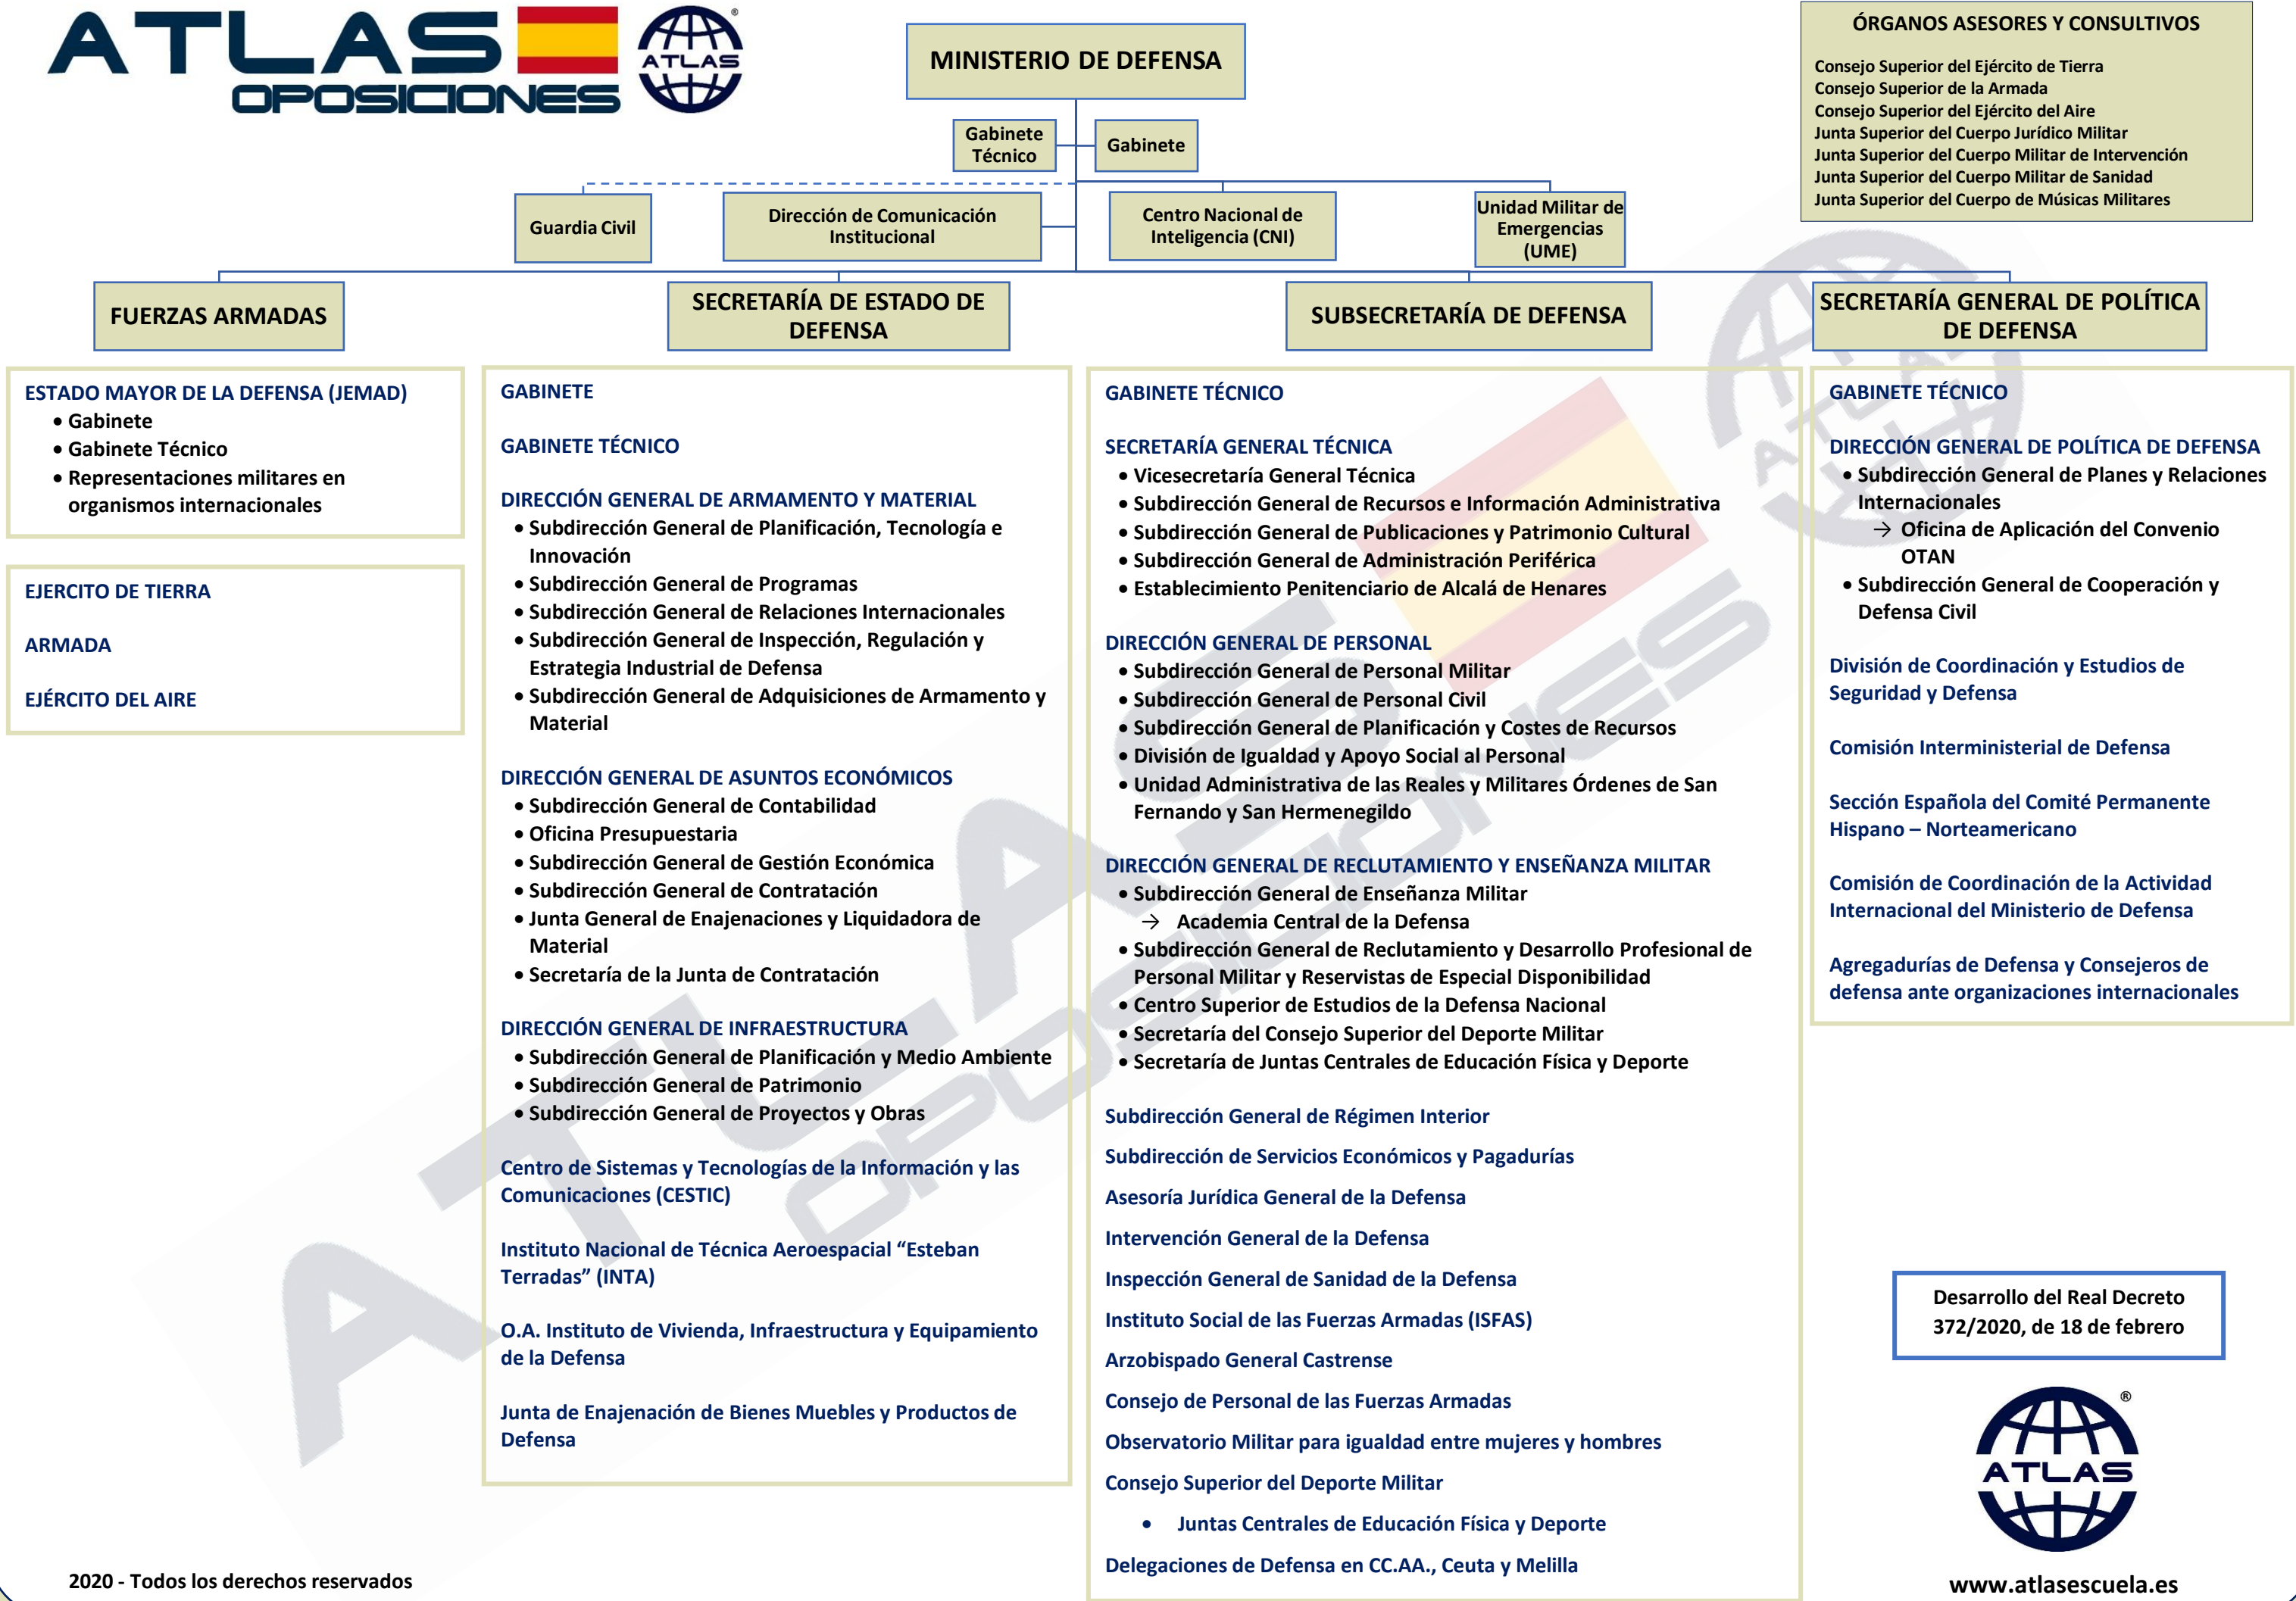 ATLAS
OPOSICIONES
ATLAS
®
MINISTERIO DE DEFENSA
Gabinete
Técnico
Gabinete
Guardia Civil
Dirección de Comunicación
Institucional
Centro Nacional de
Inteligencia (CNI)
Unidad Militar de
Emergencias
(UME)
ÓRGANOS ASESORES Y CONSULTIVOS
Consejo Superior del Ejército de Tierra
Consejo Superior de la Armada
Consejo Superior del Ejército del Aire
Junta Superior del Cuerpo Jurídico Militar
Junta Superior del Cuerpo Militar de Intervención
Junta Superior del Cuerpo Militar de Sanidad
Junta Superior del Cuerpo de Músicas Militares
FUERZAS ARMADAS
SECRETARÍA DE ESTADO DE
DEFENSA
SUBSECRETARÍA DE DEFENSA
SECRETARÍA GENERAL DE POLÍTICA
DE DEFENSA
ESTADO MAYOR DE LA DEFENSA (JEMAD)
• Gabinete
• Gabinete Técnico
• Representaciones militares en
organismos internacionales
EJERCITO DE TIERRA
ARMADA
EJÉRCITO DEL AIRE
GABINETE
GABINETE TÉCNICO
DIRECCIÓN GENERAL DE ARMAMENTO Y MATERIAL
• Subdirección General de Planificación, Tecnología e
Innovación
• Subdirección General de Programas
• Subdirección General de Relaciones Internacionales
• Subdirección General de Inspección, Regulación y
Estrategia Industrial de Defensa
• Subdirección General de Adquisiciones de Armamento y
Material
DIRECCIÓN GENERAL DE ASUNTOS ECONÓMICOS
• Subdirección General de Contabilidad
• Oficina Presupuestaria
• Subdirección General de Gestión Económica
• Subdirección General de Contratación
• Junta General de Enajenaciones y Liquidadora de
Material
• Secretaría de la Junta de Contratación
DIRECCIÓN GENERAL DE INFRAESTRUCTURA
• Subdirección General de Planificación y Medio Ambiente
• Subdirección General de Patrimonio
• Subdirección General de Proyectos y Obras
Centro de Sistemas y Tecnologías de la Información y las
Comunicaciones (CESTIC)
Instituto Nacional de Técnica Aeroespacial “Esteban
Terradas” (INTA)
O.A. Instituto de Vivienda, Infraestructura y Equipamiento
de la Defensa
Junta de Enajenación de Bienes Muebles y Productos de
Defensa
GABINETE TÉCNICO
SECRETARÍA GENERAL TÉCNICA
• Vicesecretaría General Técnica
• Subdirección General de Recursos e Información Administrativa
• Subdirección General de Publicaciones y Patrimonio Cultural
• Subdirección General de Administración Periférica
• Establecimiento Penitenciario de Alcalá de Henares
DIRECCIÓN GENERAL DE PERSONAL
• Subdirección General de Personal Militar
• Subdirección General de Personal Civil
• Subdirección General de Planificación y Costes de Recursos
• División de Igualdad y Apoyo Social al Personal
• Unidad Administrativa de las Reales y Militares Órdenes de San
Fernando y San Hermenegildo
DIRECCIÓN GENERAL DE RECLUTAMIENTO Y ENSEÑANZA MILITAR
• Subdirección General de Enseñanza Militar
→ Academia Central de la Defensa
• Subdirección General de Reclutamiento y Desarrollo Profesional de
Personal Militar y Reservistas de Especial Disponibilidad
• Centro Superior de Estudios de la Defensa Nacional
• Secretaría del Consejo Superior del Deporte Militar
• Secretaría de Juntas Centrales de Educación Física y Deporte
Subdirección General de Régimen Interior
Subdirección de Servicios Económicos y Pagadurías
Asesoría Jurídica General de la Defensa
Intervención General de la Defensa
Inspección General de Sanidad de la Defensa
Instituto Social de las Fuerzas Armadas (ISFAS)
Arzobispado General Castrense
Consejo de Personal de las Fuerzas Armadas
Observatorio Militar para igualdad entre mujeres y hombres
Consejo Superior del Deporte Militar
• Juntas Centrales de Educación Física y Deporte
Delegaciones de Defensa en CC.AA., Ceuta y Melilla
GABINETE TÉCNICO
DIRECCIÓN GENERAL DE POLÍTICA DE DEFENSA
• Subdirección General de Planes y Relaciones
Internacionales
→ Oficina de Aplicación del Convenio
OTAN
• Subdirección General de Cooperación y
Defensa Civil
División de Coordinación y Estudios de
Seguridad y Defensa
Comisión Interministerial de Defensa
Sección Española del Comité Permanente
Hispano – Norteamericano
Comisión de Coordinación de la Actividad
Internacional del Ministerio de Defensa
Agregadurías de Defensa y Consejeros de
defensa ante organizaciones internacionales
Desarrollo del Real Decreto
372/2020, de 18 de febrero
®
ATLAS
www.atlasescuela.es
2020 - Todos los derechos reservados
ATLAS
OPOSICIONES
ATLAS